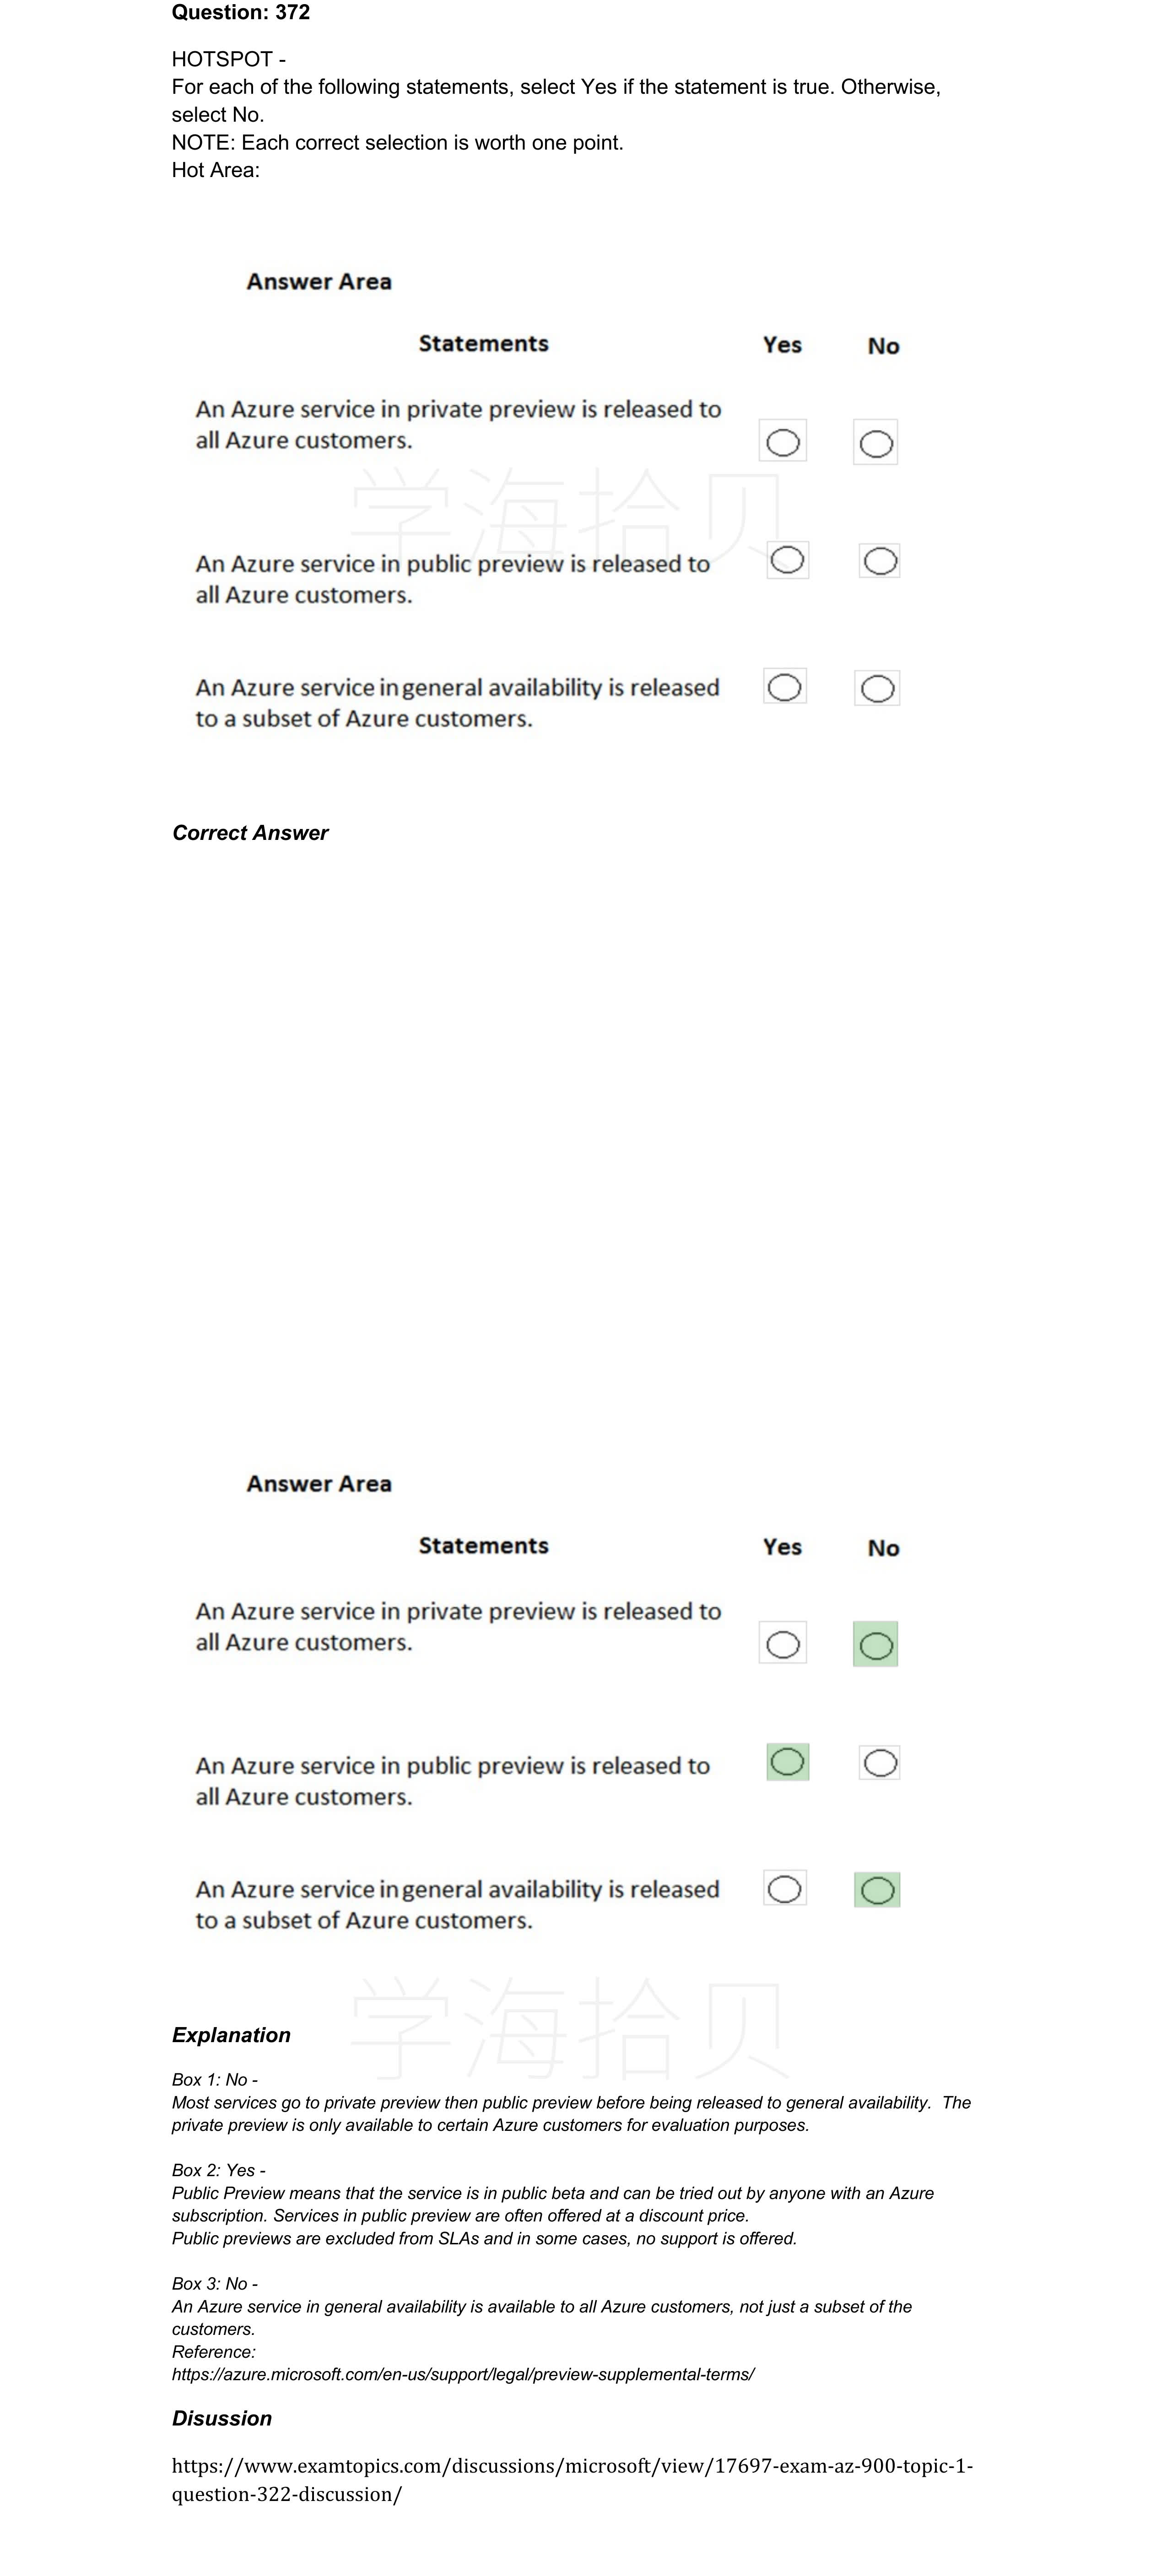 Question: 372
HOTSPOT -
For each of the following statements, select Yes if the statement is true. Otherwise,
select No.
NOTE: Each correct selection is worth one point.
Hot Area:
Answer Area
Statements Yes No
An Azure service in private preview is released to
all Azure customers.
学海拾贝
An Azure service in public preview is released to
all Azure customers.
An Azure service in general availability is released
to a subset of Azure customers.
Correct Answer
Answer Area
Statements Yes No
An Azure service in private preview is released to
all Azure customers.
An Azure service in public preview is released to
all Azure customers.
An Azure service in general availability is released
to a subset of Azure customers.
学海拾贝
Explanation
Box 1: No -
Most services go to private preview then public preview before being released to general availability. The
private preview is only available to certain Azure customers for evaluation purposes.
Box 2: Yes -
Public Preview means that the service is in public beta and can be tried out by anyone with an Azure
subscription. Services in public preview are often offered at a discount price.
Public previews are excluded from SLAs and in some cases, no support is offered.
Box 3: No -
An Azure service in general availability is available to all Azure customers, not just a subset of the
customers.
Reference:
https://azure.microsoft.com/en-us/support/legal/preview-supplemental-terms/
Disussion
https://www.examtopics.com/discussions/microsoft/view/17697-exam-az-900-topic-1-
question-322-discussion/